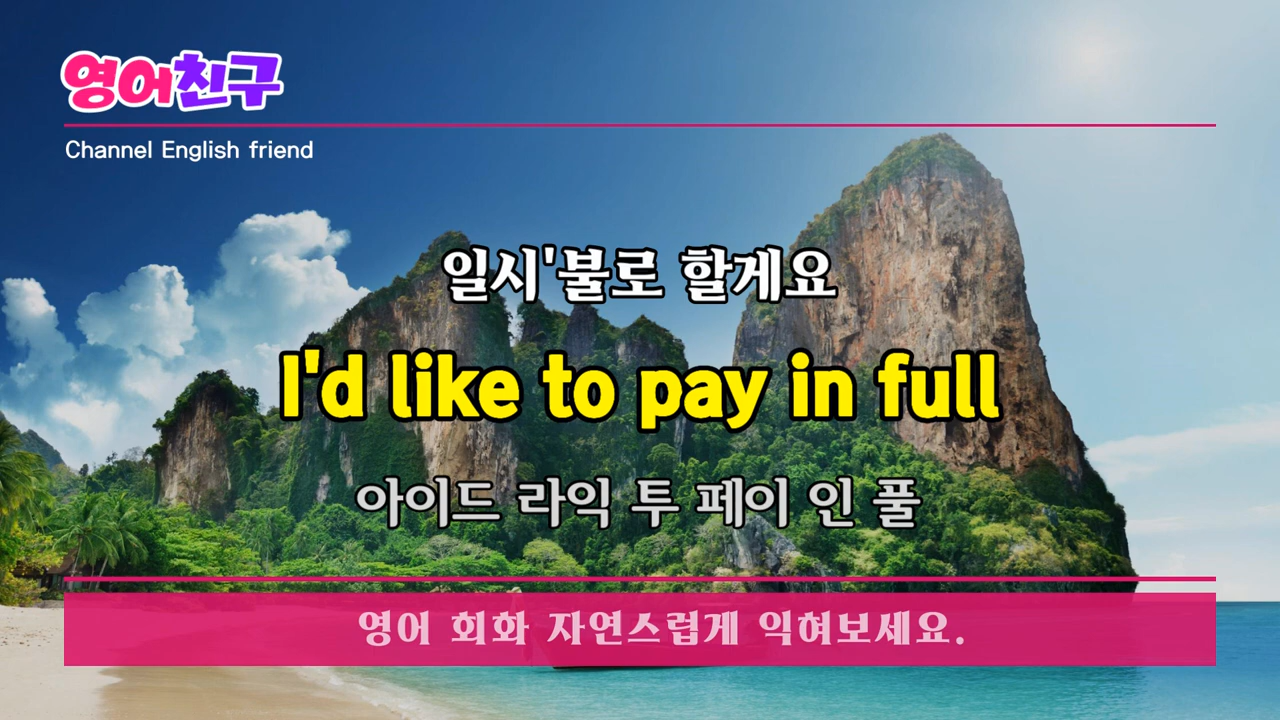 영어친구
Channel English friend
일시'불로 할게요
I'd like to pay in full
아이드 라익 투 페이 인 풀
영어 회화 자연스럽게 익혀보세요.